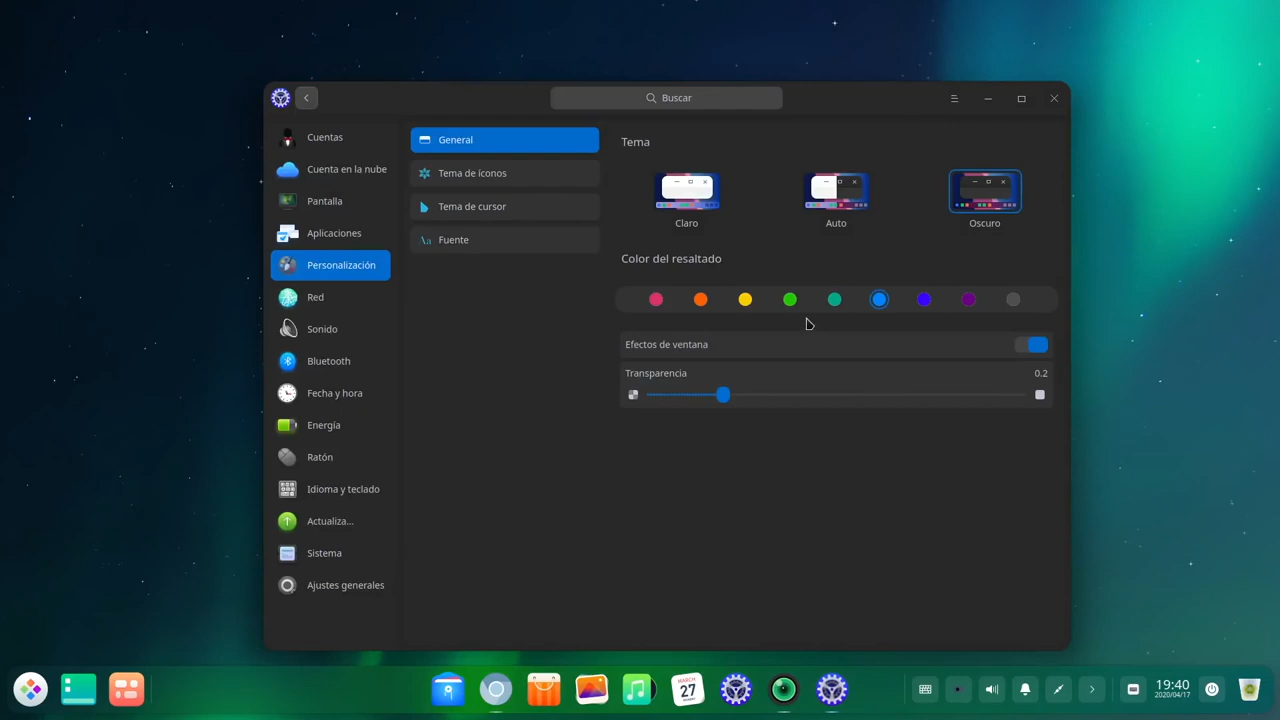 Buscar
Cuentas
Cuenta en la nube
Pantalla
Aplicaciones
Personalización
Red
Sonido
Bluetooth
Fecha y hora
Energía
Ratón
Idioma y teclado
Actualiza...
Sistema
Ajustes generales
General
Tema de íconos
Tema de cursor
Fuente
Tema
Claro
Auto
Oscuro
Color del resaltado
Efectos de ventana
Transparencia
0.2
MARCH
27
19:40
2020/04/17